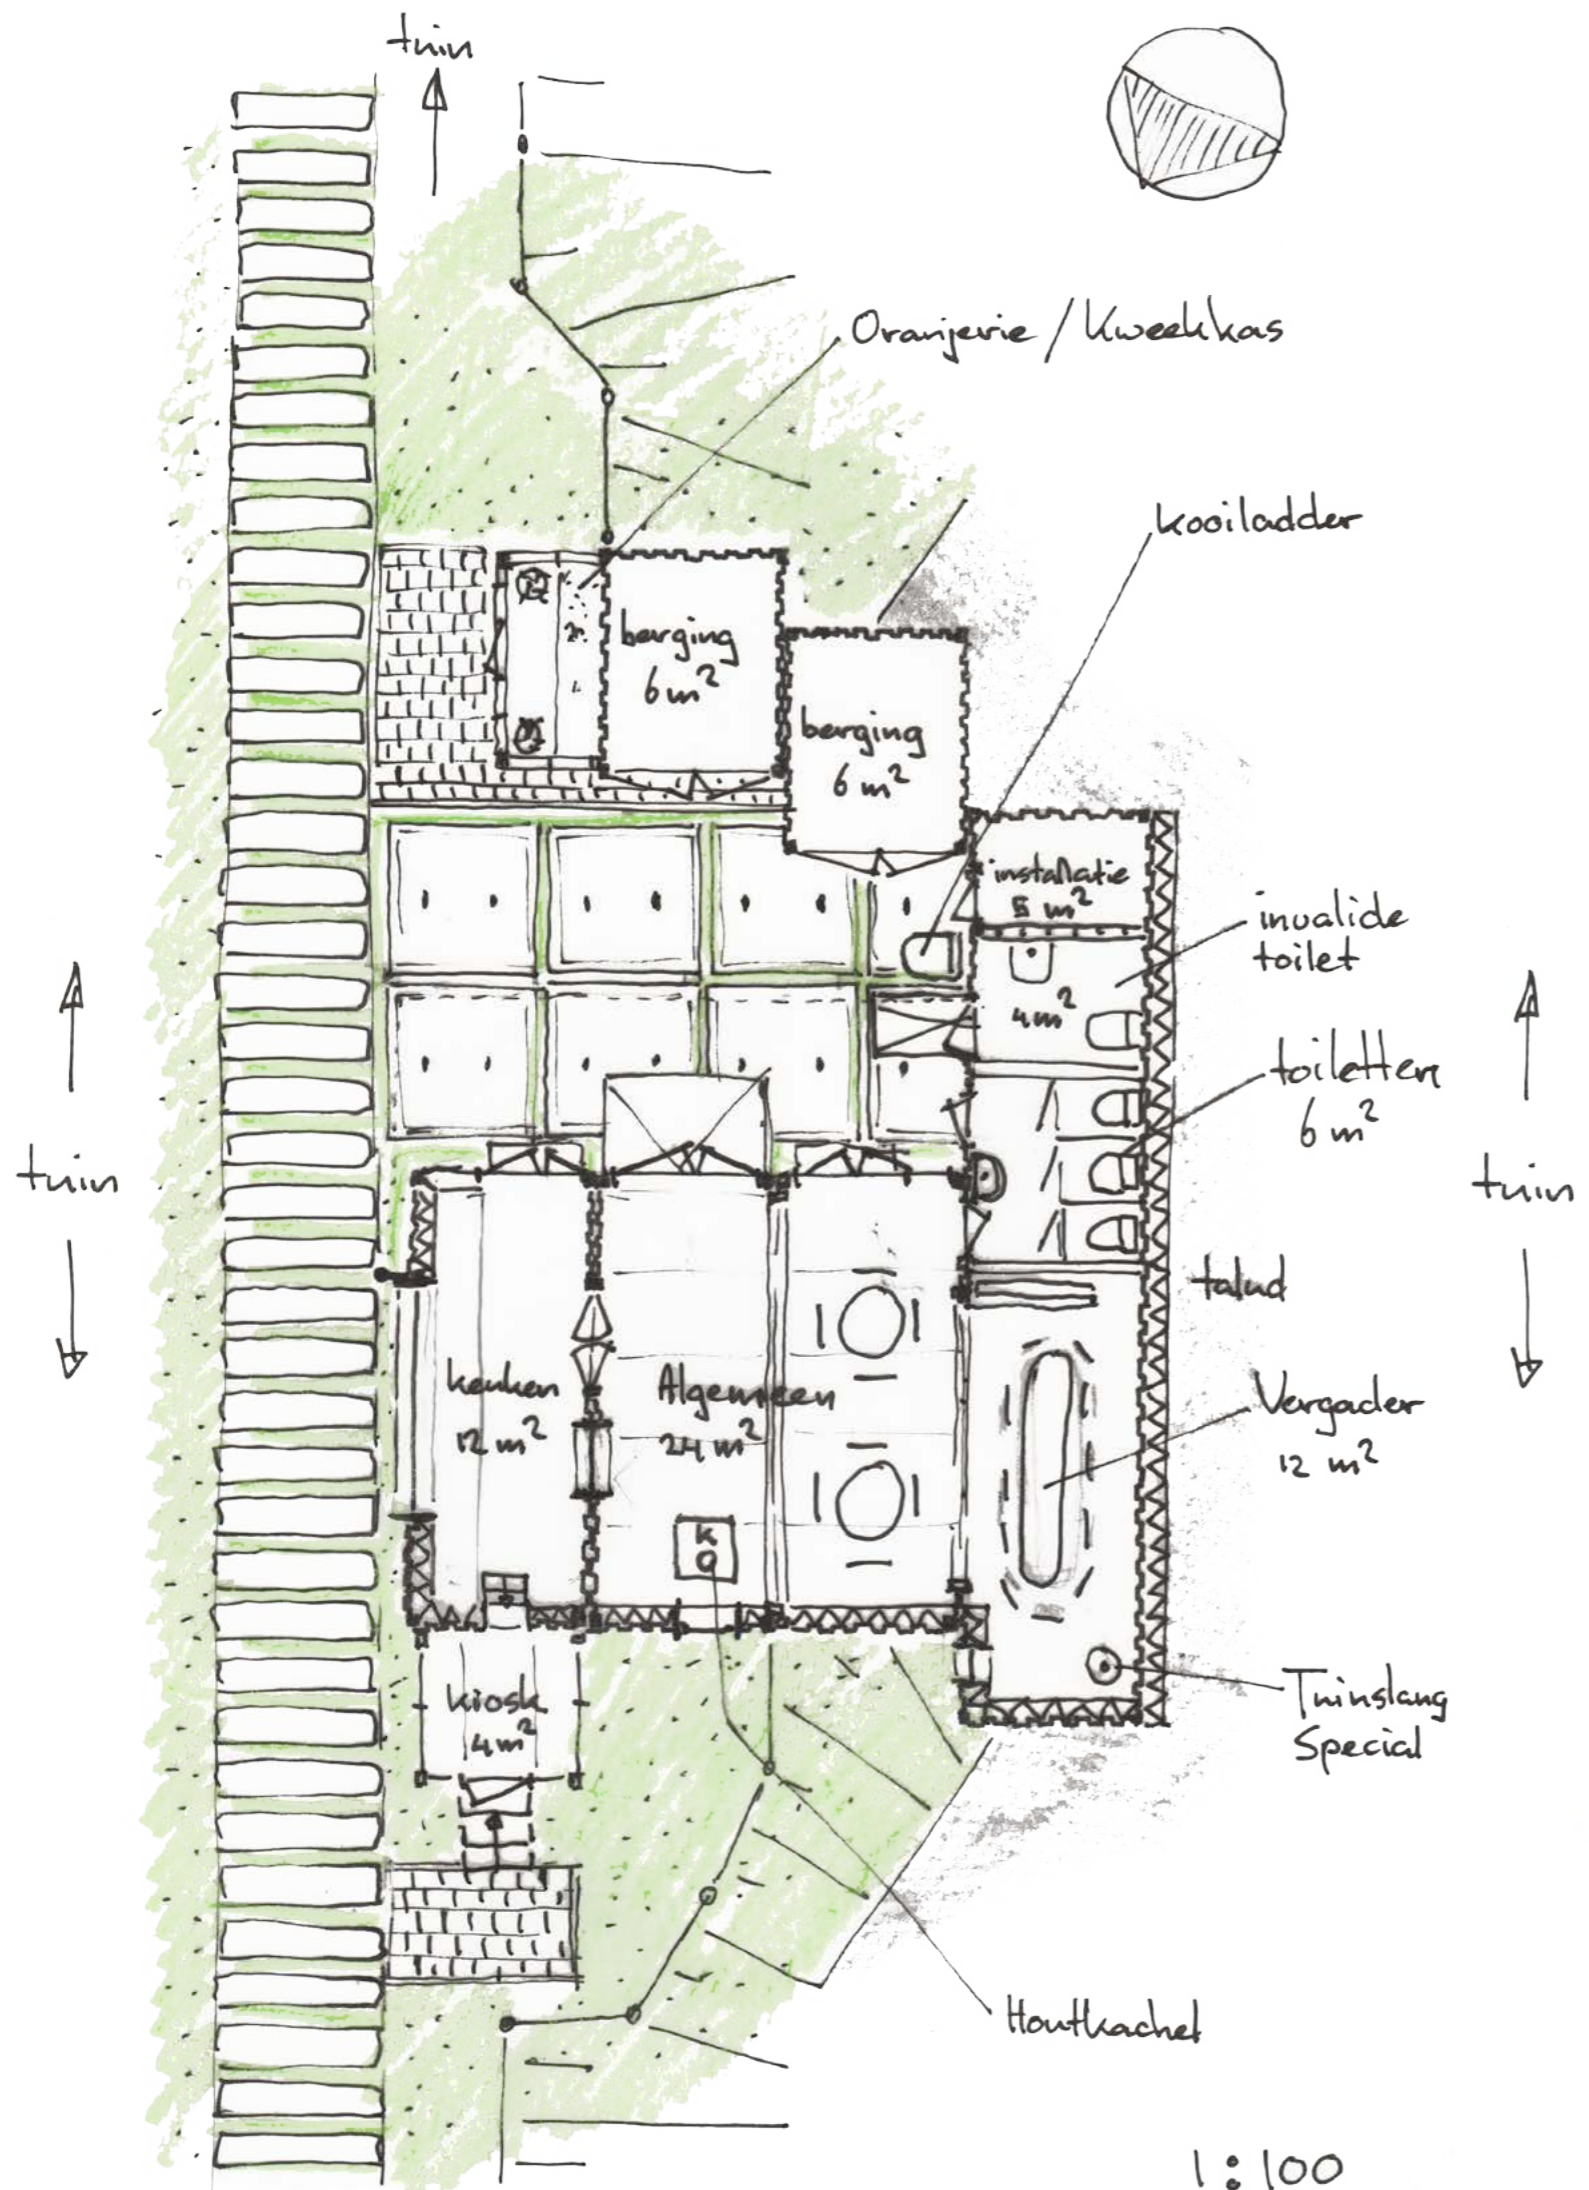 tuin
Oranjerie / Kweekkas
kooiladder
berging
6 m²
berging
6 m²
installatie
5 m²
invalide
toilet
4 m²
toiletten
6 m²
tuin
tuin
talud
keuken
12 m²
Algemeen
24 m²
Vergader
12 m²
K
O
kiosk
4 m²
Tuinslang
Special
Houtkachel
1:100